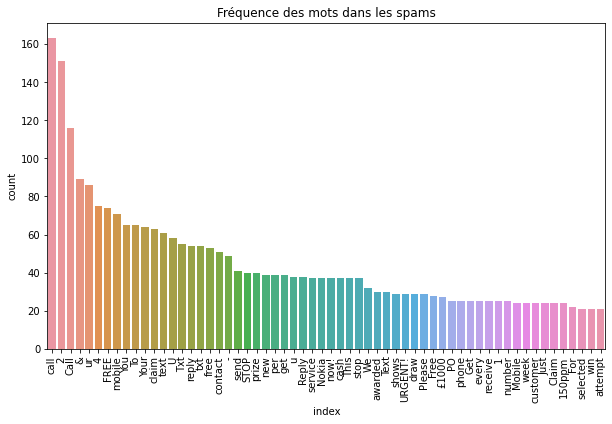 Fréquence des mots dans les spams
count
160
140
120
100
80
60
40
20
0
call
2
Call
&
ur
4
FREE
mobile
You
To
Your
claim
text
U
Txt
reply
txt
free
contact
-
send
STOP
prize
new
per
get
u
Reply
service
Nokia
now!
cash
This
stop
We
awarded
Text
shows
URGENT!
draw
Please
Free
£1000
PO
phone
Get
every
receive
1
number
Mobile
week
customer
Just
Claim
150ppm
For
selected
win
attempt
index